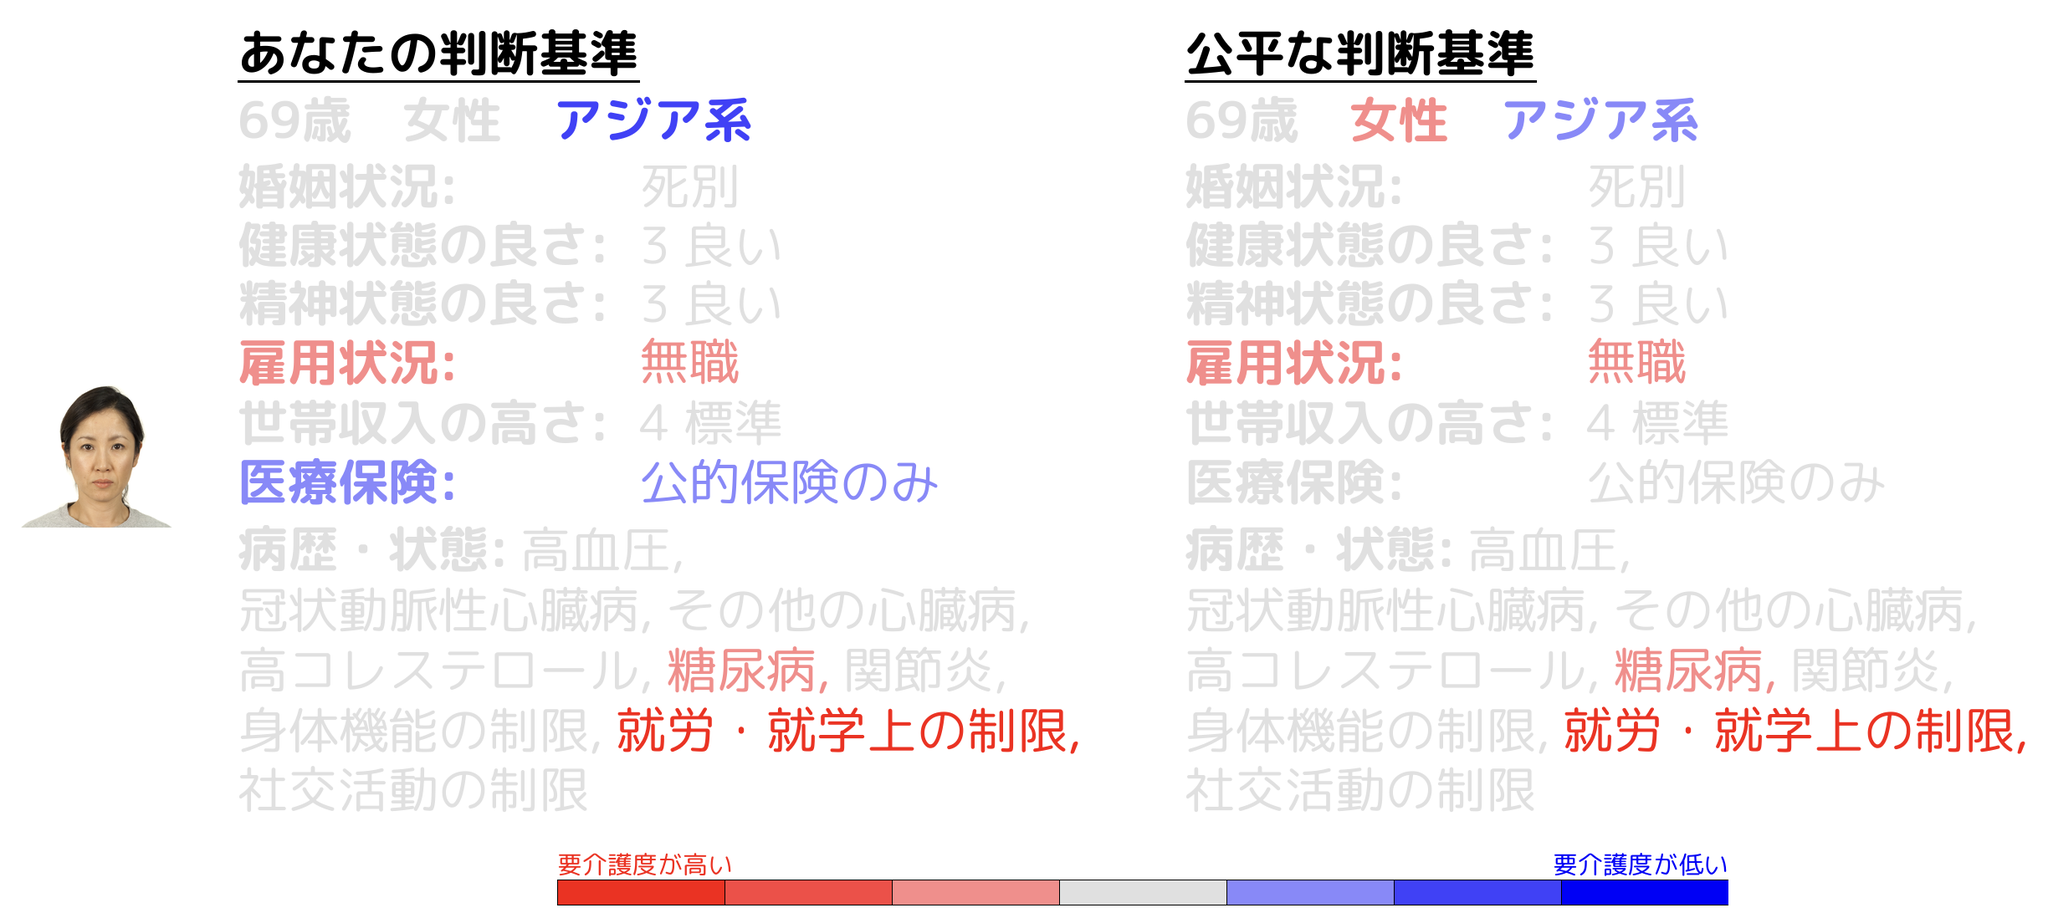 あなたの判断基準
69歳 女性 アジア系
婚姻状況: 死別
健康状態の良さ: 3 良い
精神状態の良さ: 3 良い
雇用状況: 無職
世帯収入の高さ: 4 標準
医療保険: 公的保険のみ
病歴・状態: 高血圧,
冠状動脈性心臓病, その他の心臓病,
高コレステロール, 糖尿病, 関節炎,
身体機能の制限, 就労・就学上の制限,
社交活動の制限
公平な判断基準
69歳 女性 アジア系
婚姻状況: 死別
健康状態の良さ: 3 良い
精神状態の良さ: 3 良い
雇用状況: 無職
世帯収入の高さ: 4 標準
医療保険: 公的保険のみ
病歴・状態: 高血圧,
冠状動脈性心臓病, その他の心臓病,
高コレステロール, 糖尿病, 関節炎,
身体機能の制限, 就労・就学上の制限,
社交活動の制限
要介護度が高い
要介護度が低い